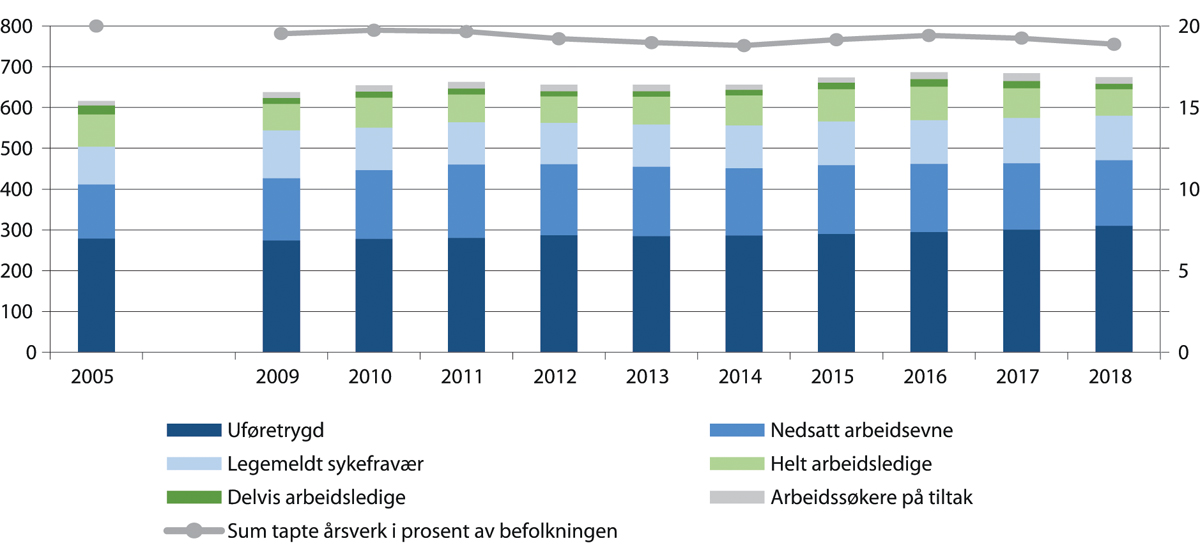 800 20
700
600 15
500
400 10
300
200 5
100
0 0
2005 2009 2010 2011 2012 2013 2014 2015 2016 2017 2018
Uføretrygd Nedsatt arbeidsevne
Legemeldt sykefravær Helt arbeidsledige
Delvis arbeidsledige Arbeidssøkere på tiltak
Sum tapte årsverk i prosent av befolkningen